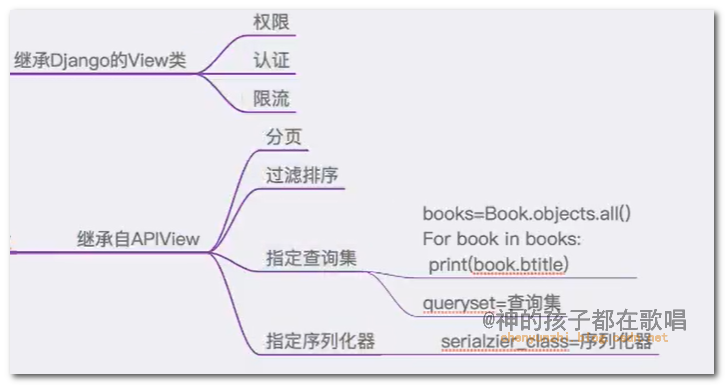 权限
继承Django的View类
认证
限流
分页
过滤排序
继承自APIView
指定查询集
books=Book.objects.all()
For book in books:
print(book.btitle)
queryset=查询集
@神的孩子都在歌唱
指定序列化器
serialzier_class=序列化器